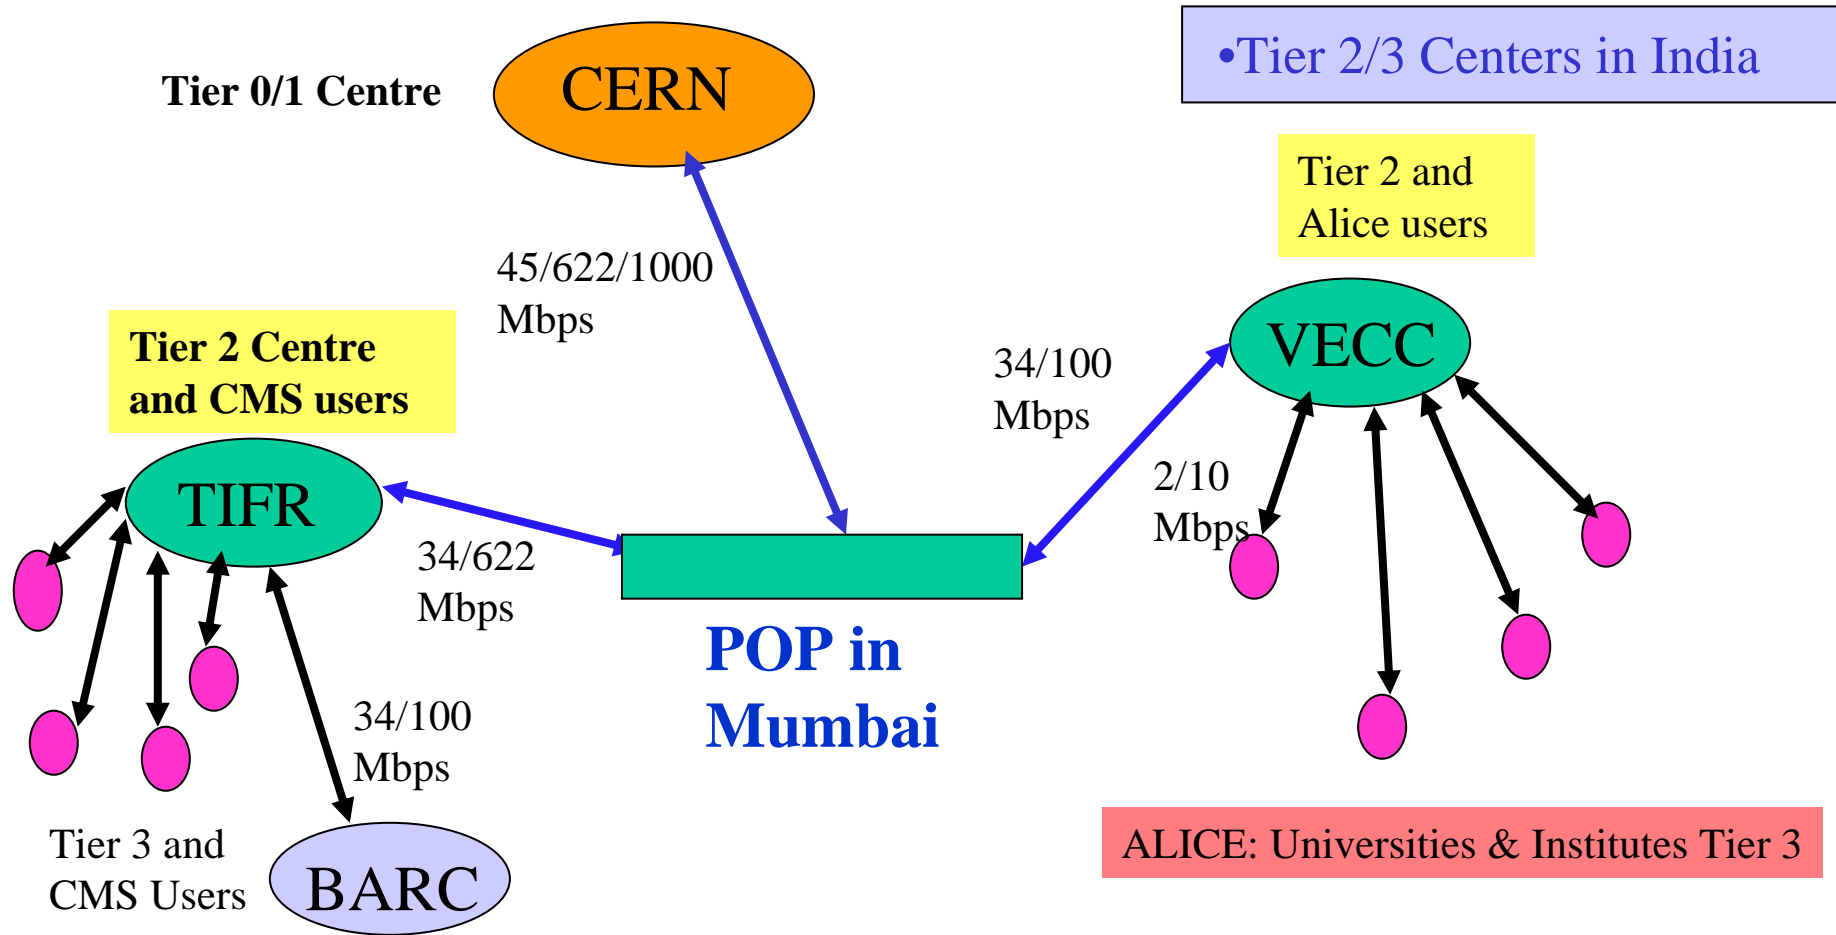 •Tier 2/3 Centers in India
Tier 0/1 Centre
CERN
Tier 2 and
Alice users
45/622/1000
Mbps
Tier 2 Centre
and CMS users
34/100
Mbps
VECC
2/10
Mbps
TIFR
34/622
Mbps
POP in
Mumbai
34/100
Mbps
Tier 3 and
CMS Users
BARC
ALICE: Universities & Institutes Tier 3